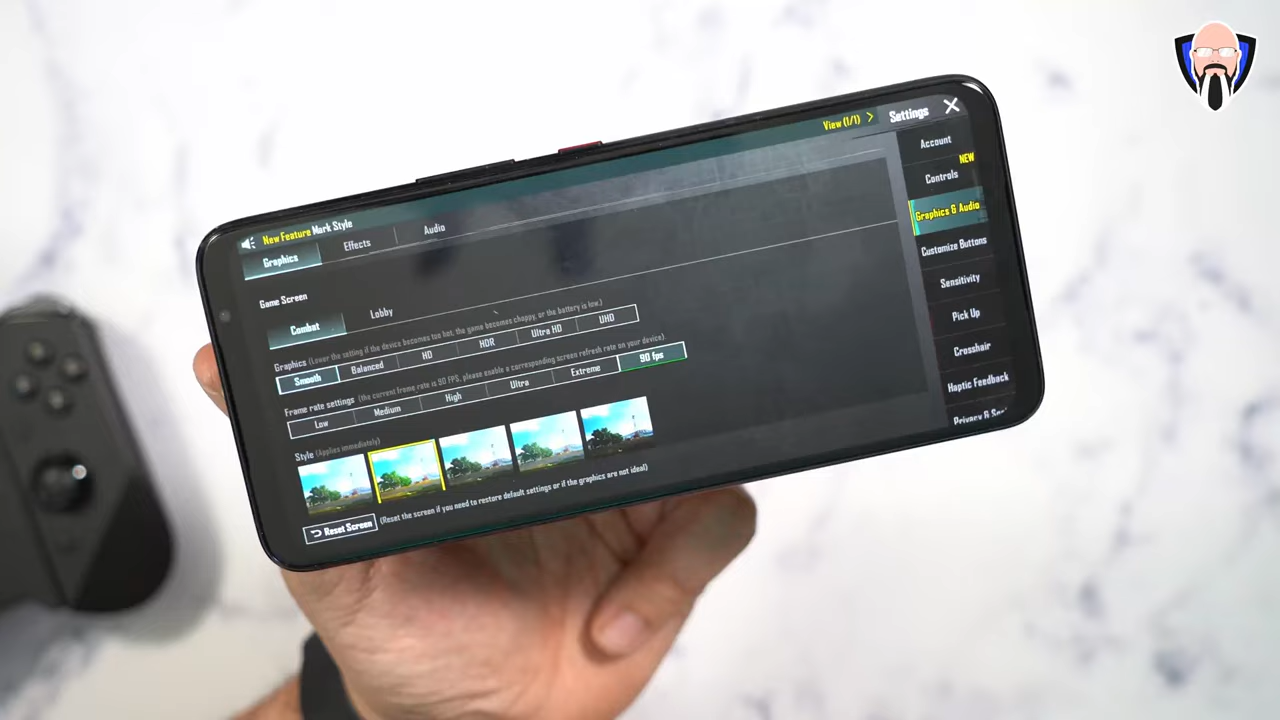 View (1/1) >
Settings
New Feature Mark Style
Graphics
Effects
Audio
Game Screen
Combat
Lobby
Graphics (Lower the setting if the device becomes too hot, the game becomes choppy, or the battery is low.)
Smooth Balanced HD HDR Ultra HD UHD
Frame rate settings (the current frame rate is 90 FPS, please enable a corresponding screen refresh rate on your device).
Low Medium High Ultra Extreme 90 fps
Style (Applies immediately)
Reset Screen (Reset the screen if you need to restore default settings or if the graphics are not ideal)
Account
NEW
Controls
Graphics & Audio
Customize Buttons
Sensitivity
Pick Up
Crosshair
Haptic Feedback
Privacy &